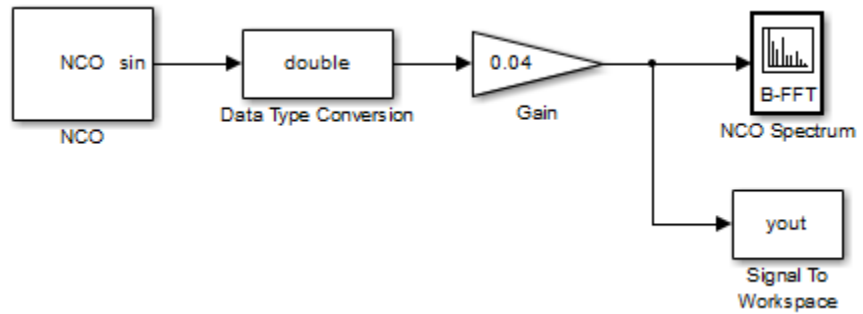 NCO sin
NCO
double
Data Type Conversion
0.04
Gain
B-FFT
NCO Spectrum
yout
Signal To
Workspace